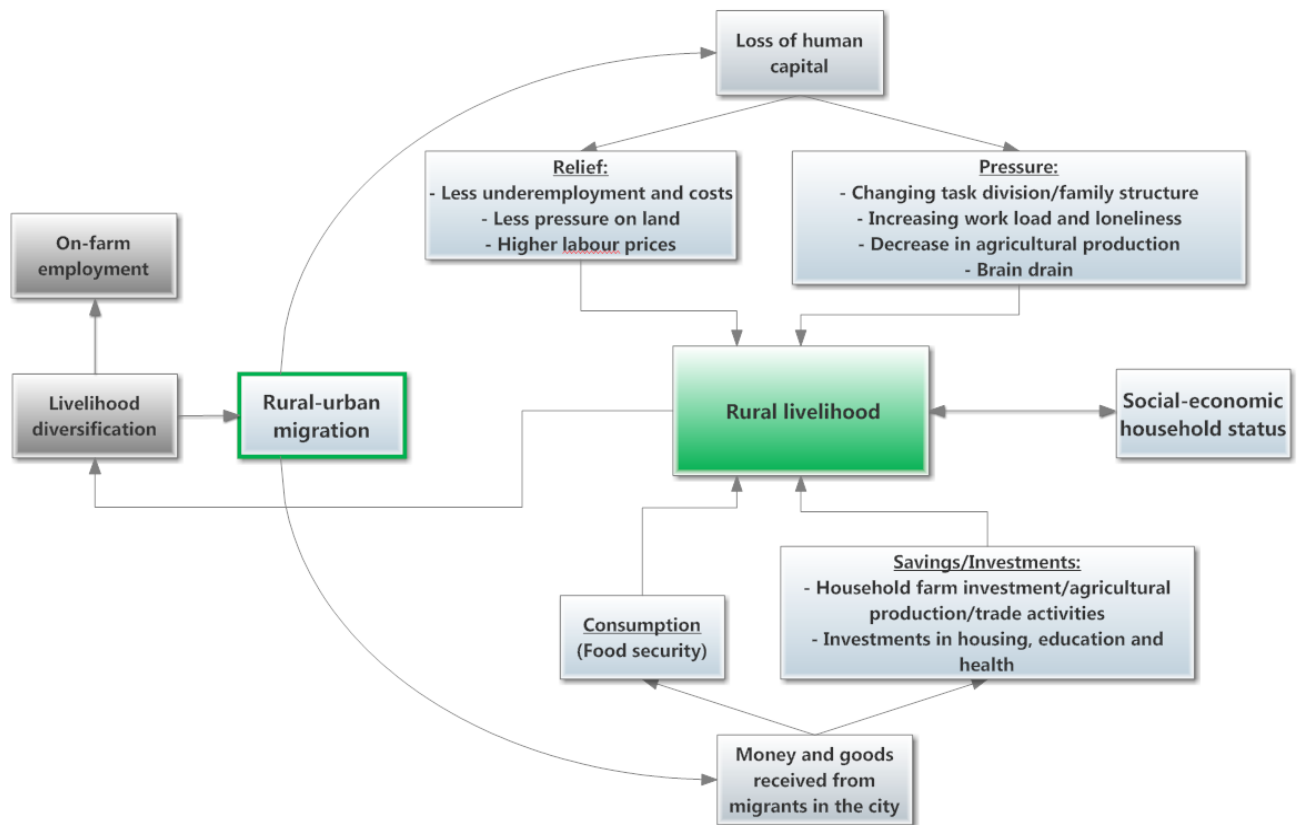 Loss of human
capital
Relief:
- Less underemployment and costs
- Less pressure on land
- Higher labour prices
Pressure:
- Changing task division/family structure
- Increasing work load and loneliness
- Decrease in agricultural production
- Brain drain
On-farm
employment
Livelihood
diversification
Rural-urban
migration
Rural livelihood
Social-economic
household status
Consumption
(Food security)
Savings/Investments:
- Household farm investment/agricultural
production/trade activities
- Investments in housing, education and
health
Money and goods
received from
migrants in the city